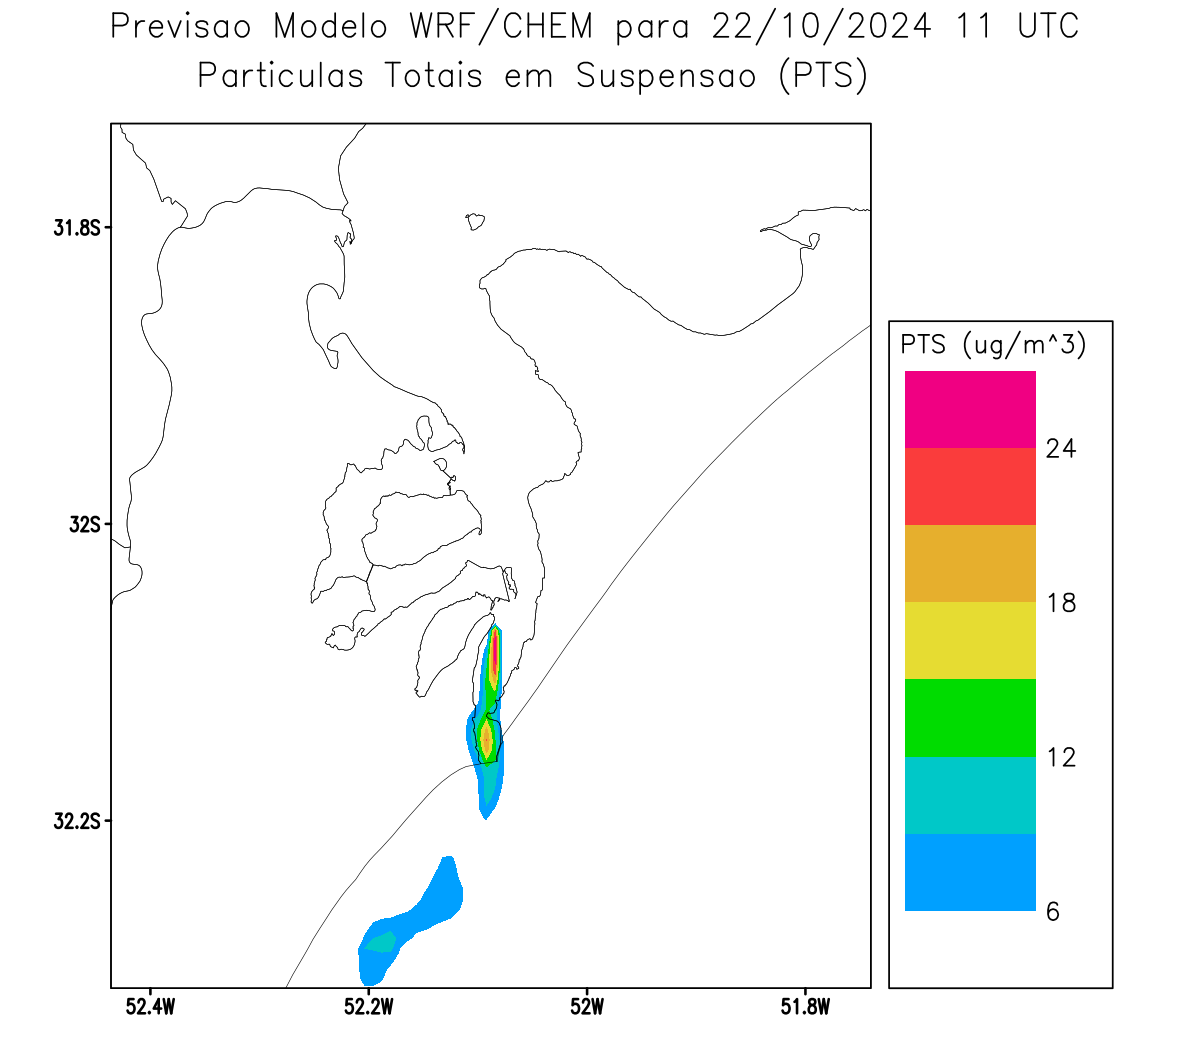 Previsao Modelo WRF/CHEM para 22/10/2024 11 UTC
Particulas Totais em Suspensao (PTS)
31.8S
32S
32.2S
52.4W
52.2W
52W
51.8W
PTS (ug/m^3)
24
18
12
6